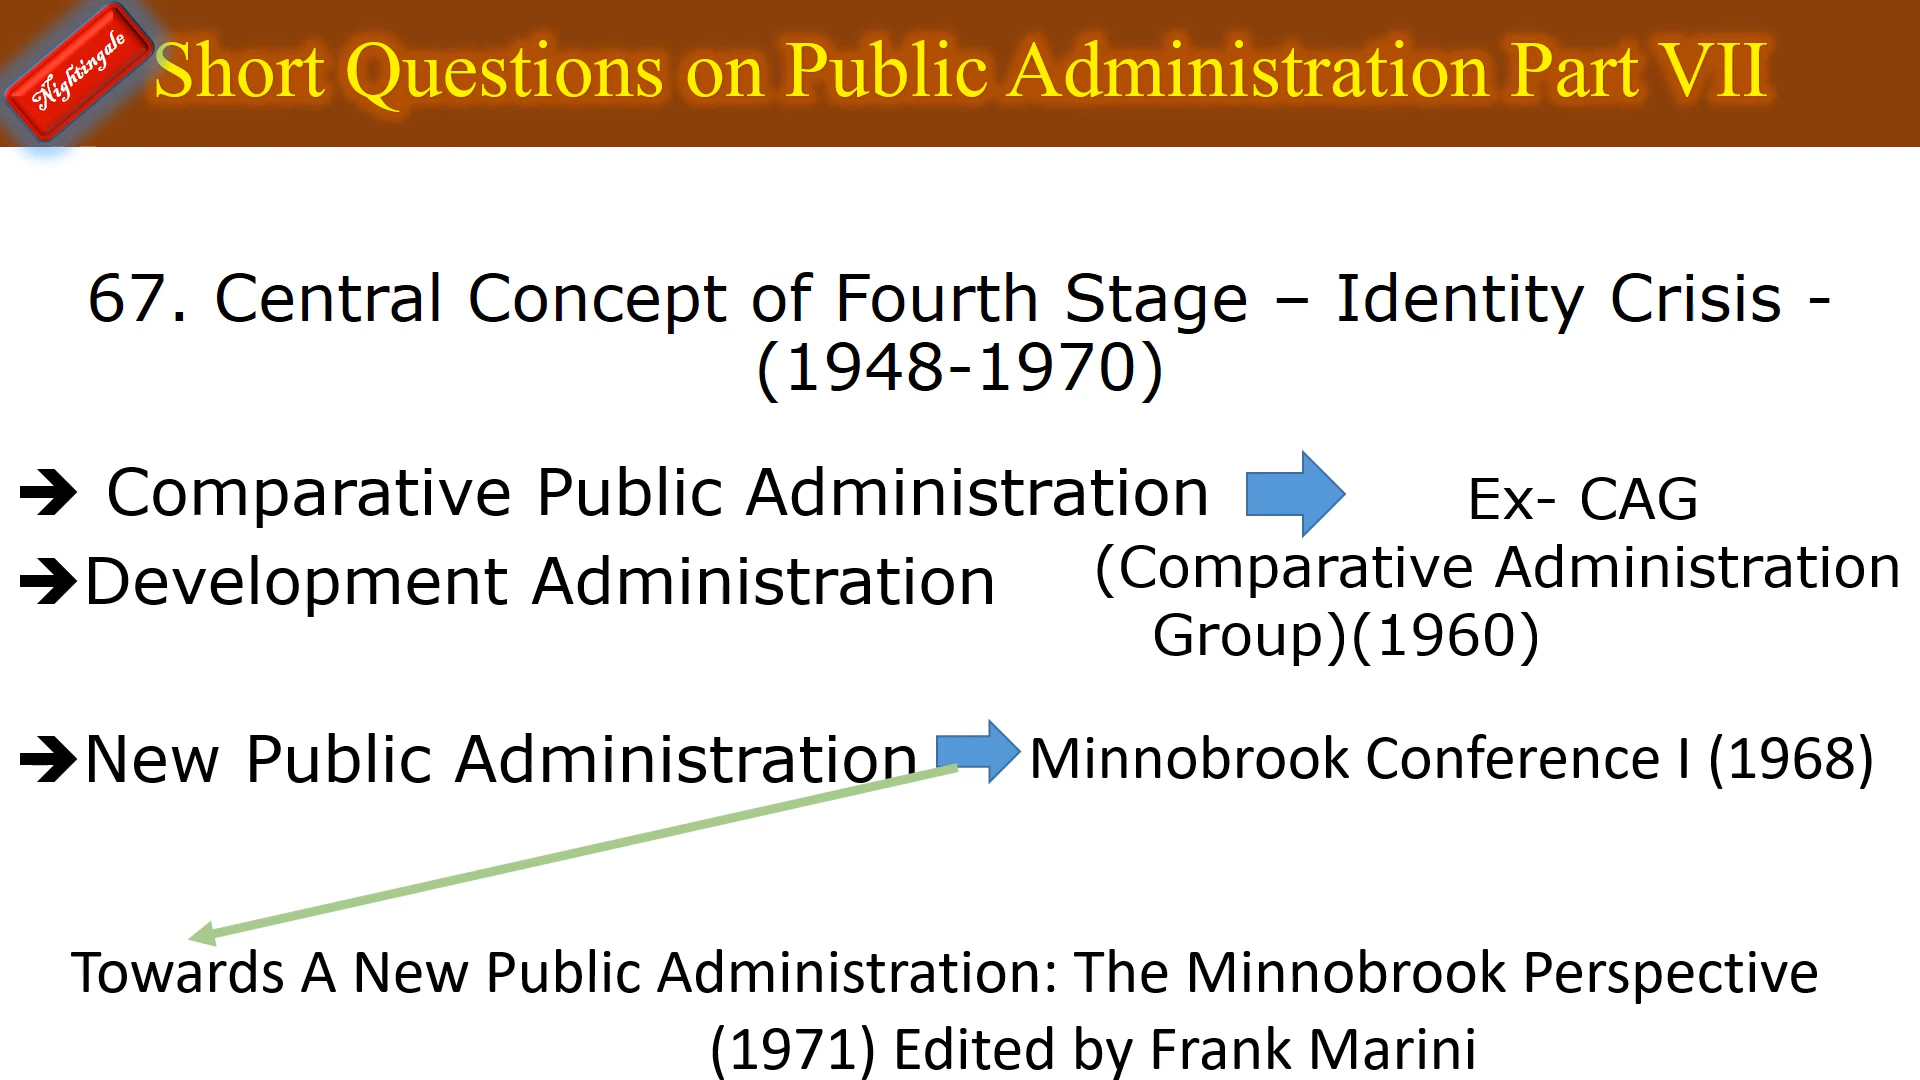 Nightingale
Short Questions on Public Administration Part VII
67. Central Concept of Fourth Stage – Identity Crisis -
(1948-1970)
➔ Comparative Public Administration
Ex- CAG
(Comparative Administration
Group)(1960)
➔Development Administration
➔New Public Administration
Minnobrook Conference I (1968)
Towards A New Public Administration: The Minnobrook Perspective
(1971) Edited by Frank Marini